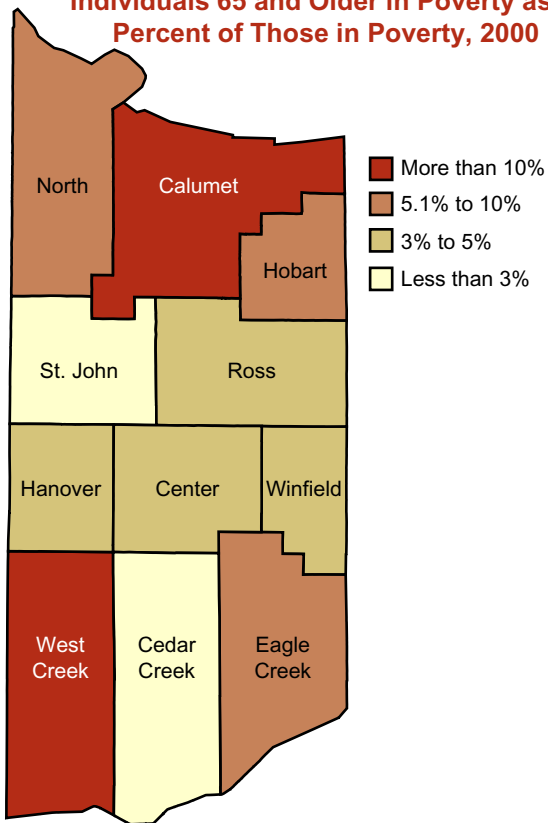 Individuals 65 and Older in Poverty as
Percent of Those in Poverty, 2000
More than 10%
5.1% to 10%
3% to 5%
Less than 3%
North
Calumet
Hobart
St. John
Ross
Hanover
Center
Winfield
West
Creek
Cedar
Creek
Eagle
Creek